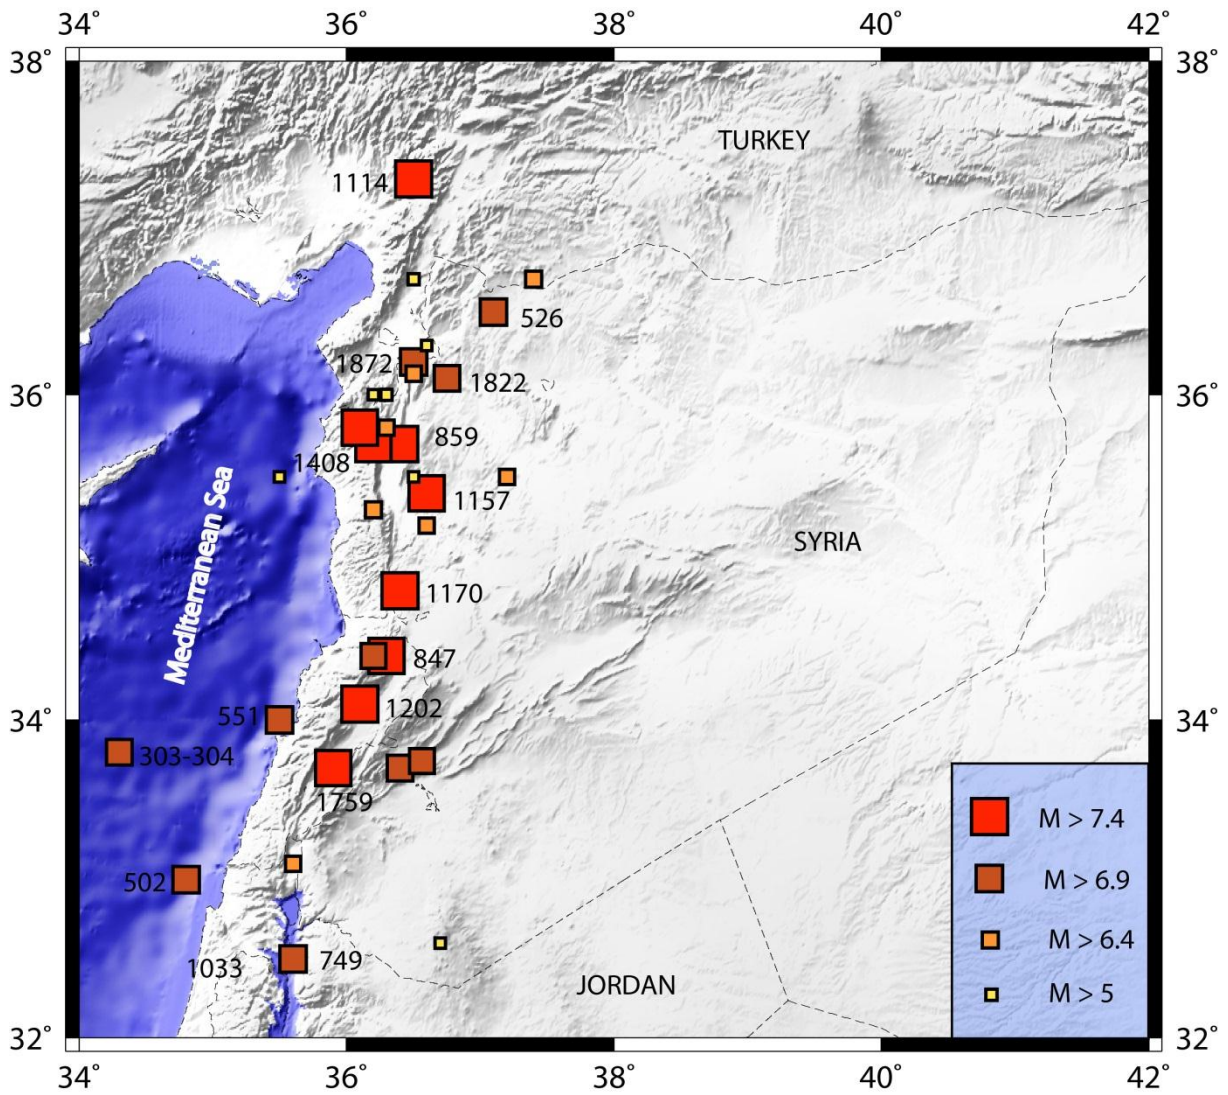 34° 36° 38° 40° 42°
38° 38°
TURKEY
1114
526
1872
1822
36° 36°
859
1408
1157
Mediterranean Sea
SYRIA
1170
847
1202
551
34° 34°
303-304
1759
M > 7.4
502
M > 6.9
M > 6.4
1033 749
JORDAN
M > 5
32° 32°
34° 36° 38° 40° 42°